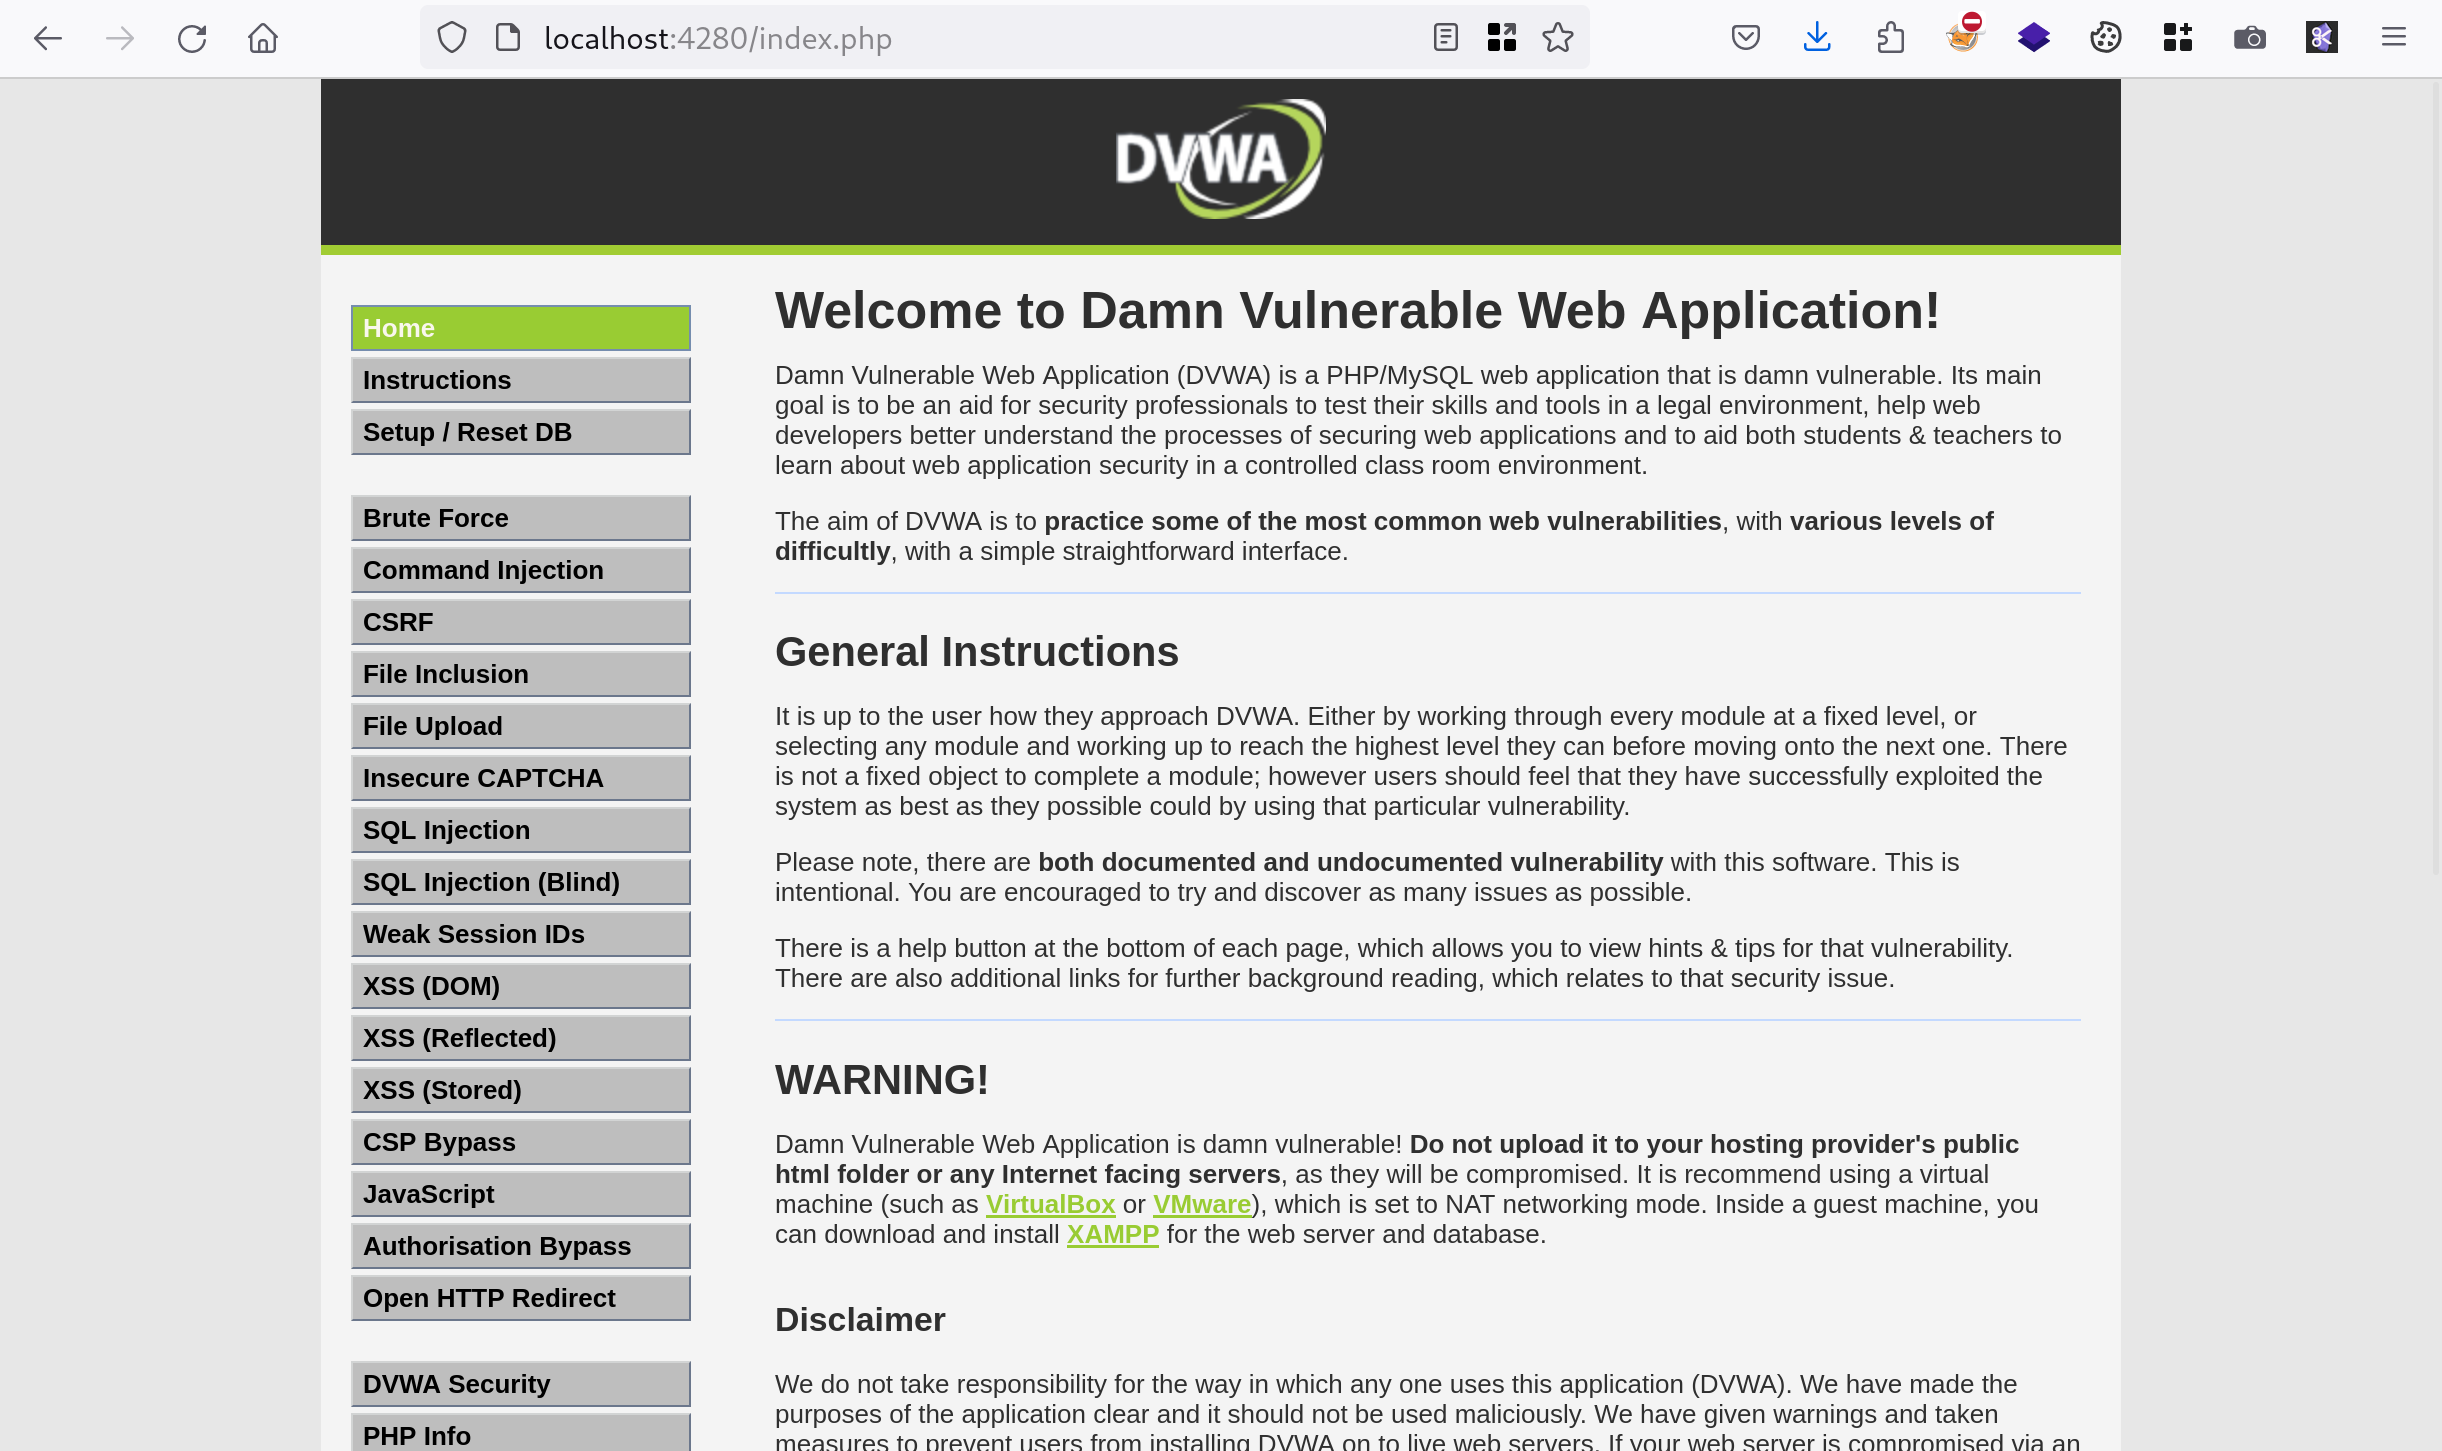 localhost:4280/index.php
DVWA
Home
Instructions
Setup / Reset DB
Brute Force
Command Injection
CSRF
File Inclusion
File Upload
Insecure CAPTCHA
SQL Injection
SQL Injection (Blind)
Weak Session IDs
XSS (DOM)
XSS (Reflected)
XSS (Stored)
CSP Bypass
JavaScript
Authorisation Bypass
Open HTTP Redirect
DVWA Security
PHP Info
Welcome to Damn Vulnerable Web Application!
Damn Vulnerable Web Application (DVWA) is a PHP/MySQL web application that is damn vulnerable. Its main
goal is to be an aid for security professionals to test their skills and tools in a legal environment, help web
developers better understand the processes of securing web applications and to aid both students & teachers to
learn about web application security in a controlled class room environment.
The aim of DVWA is to practice some of the most common web vulnerabilities, with various levels of
difficultly, with a simple straightforward interface.
General Instructions
It is up to the user how they approach DVWA. Either by working through every module at a fixed level, or
selecting any module and working up to reach the highest level they can before moving onto the next one. There
is not a fixed object to complete a module; however users should feel that they have successfully exploited the
system as best as they possible could by using that particular vulnerability.
Please note, there are both documented and undocumented vulnerability with this software. This is
intentional. You are encouraged to try and discover as many issues as possible.
There is a help button at the bottom of each page, which allows you to view hints & tips for that vulnerability.
There are also additional links for further background reading, which relates to that security issue.
WARNING!
Damn Vulnerable Web Application is damn vulnerable! Do not upload it to your hosting provider's public
html folder or any Internet facing servers, as they will be compromised. It is recommend using a virtual
machine (such as VirtualBox or VMware), which is set to NAT networking mode. Inside a guest machine, you
can download and install XAMPP for the web server and database.
Disclaimer
We do not take responsibility for the way in which any one uses this application (DVWA). We have made the
purposes of the application clear and it should not be used maliciously. We have given warnings and taken
measures to prevent users from installing DVWA on to live web servers. If your web server is compromised via an